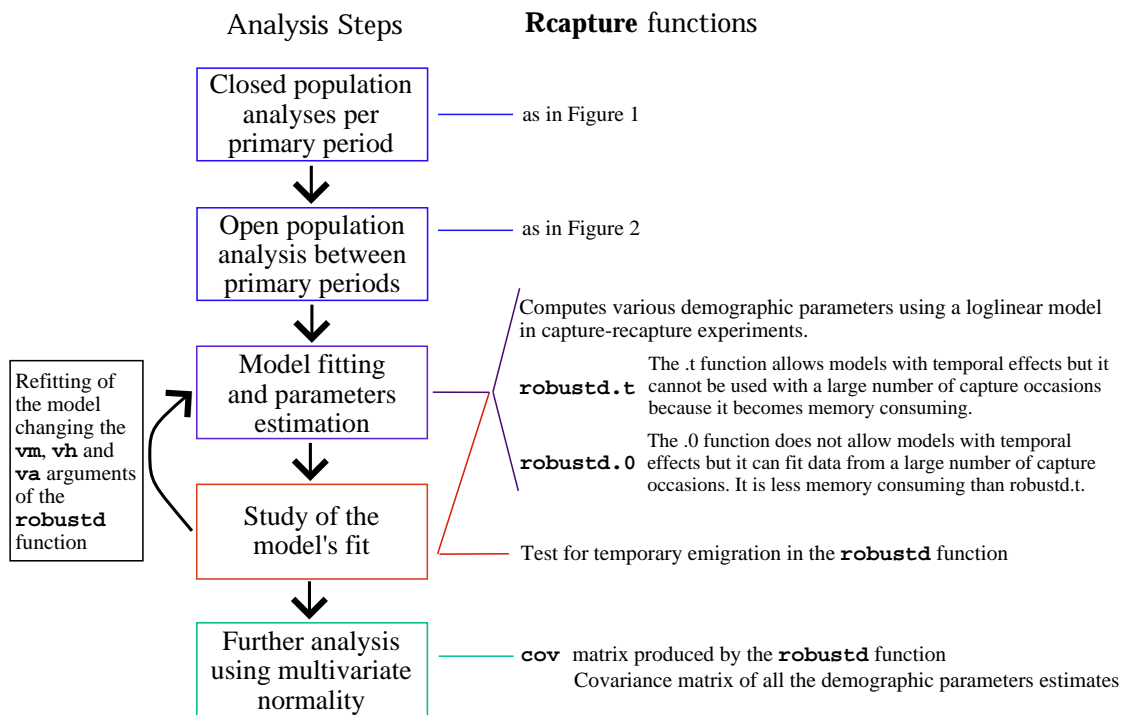 Analysis Steps
Rcapture functions
Closed population
analyses per
primary period
as in Figure 1
Open population
analysis between
primary periods
as in Figure 2
Model fitting
and parameters
estimation
Computes various demographic parameters using a loglinear model
in capture-recapture experiments.
robustd.t
The .t function allows models with temporal effects but it
cannot be used with a large number of capture occasions
because it becomes memory consuming.
robustd.0
The .0 function does not allow models with temporal
effects but it can fit data from a large number of capture
occasions. It is less memory consuming than robustd.t.
Refitting of
the model
changing the
vm, vh and
va arguments
of the
robustd
function
Study of the
model's fit
Test for temporary emigration in the robustd function
Further analysis
using multivariate
normality
cov matrix produced by the robustd function
Covariance matrix of all the demographic parameters estimates